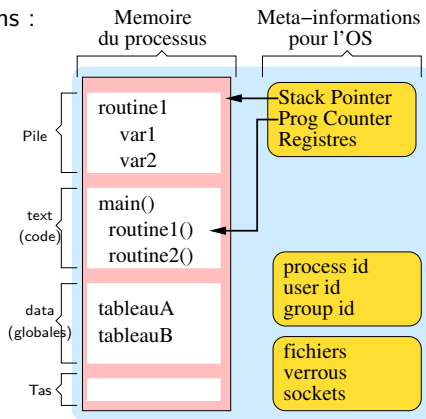 ns :
Memoire
du processus
Meta-informations
pour l'OS
Pile
routine1
var1
var2
Stack Pointer
Prog Counter
Registres
text
(code)
main()
routine1()
routine2()
data
(globales)
tableauA
tableauB
process id
user id
group id
Tas
fichiers
verrous
sockets